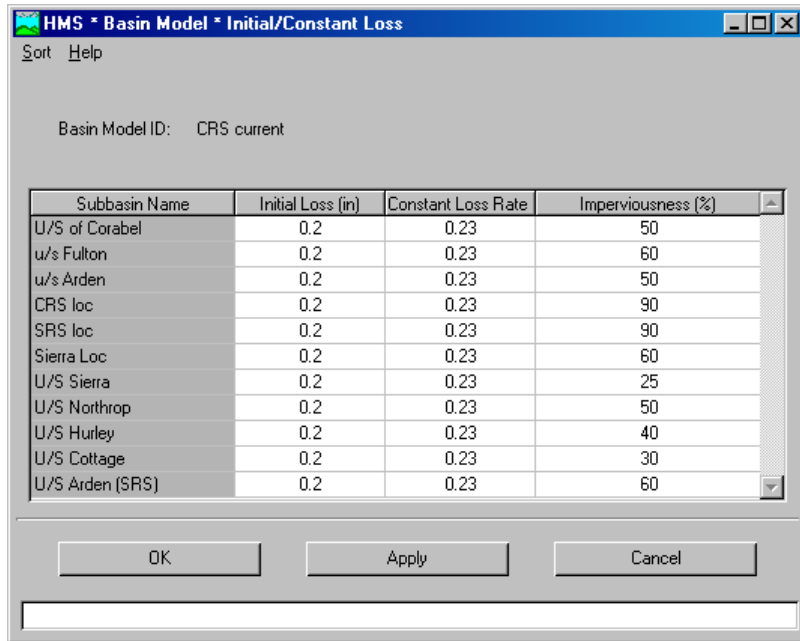 HMS * Basin Model * Initial/Constant Loss
Sort Help
Basin Model ID: CRS current
Subbasin Name Initial Loss (in) Constant Loss Rate Imperviousness (%)
U/S of Corabel 0.2 0.23 50
u/s Fulton 0.2 0.23 60
u/s Arden 0.2 0.23 50
CRS loc 0.2 0.23 90
SRS loc 0.2 0.23 90
Sierra Loc 0.2 0.23 60
U/S Sierra 0.2 0.23 25
U/S Northrop 0.2 0.23 50
U/S Hurley 0.2 0.23 40
U/S Cottage 0.2 0.23 30
U/S Arden (SRS) 0.2 0.23 60
OK Apply Cancel